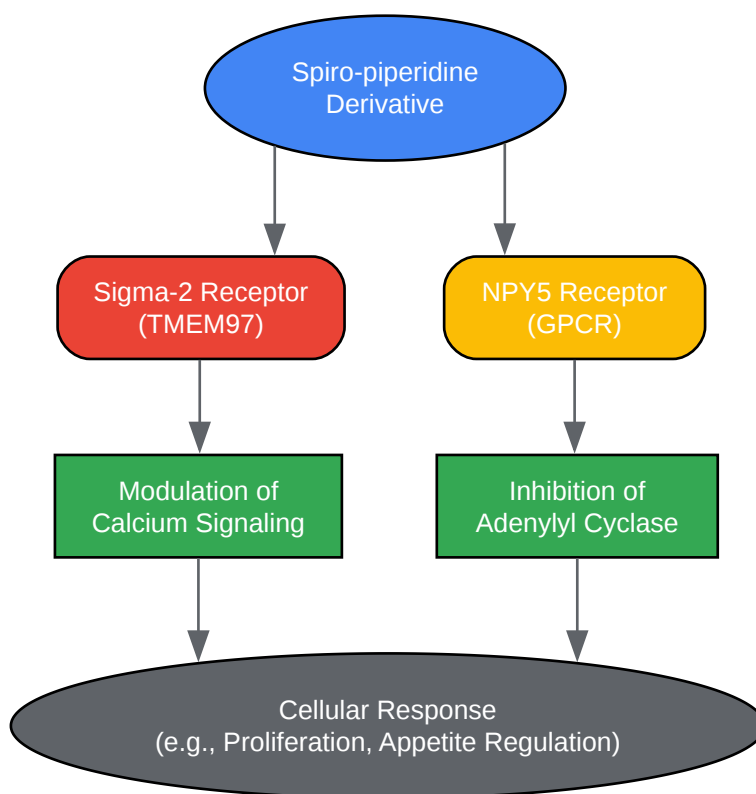 Spiro-piperidine
Derivative
Sigma-2 Receptor
(TMEM97)
NPY5 Receptor
(GPCR)
Modulation of
Calcium Signaling
Inhibition of
Adenylyl Cyclase
Cellular Response
(e.g., Proliferation, Appetite Regulation)